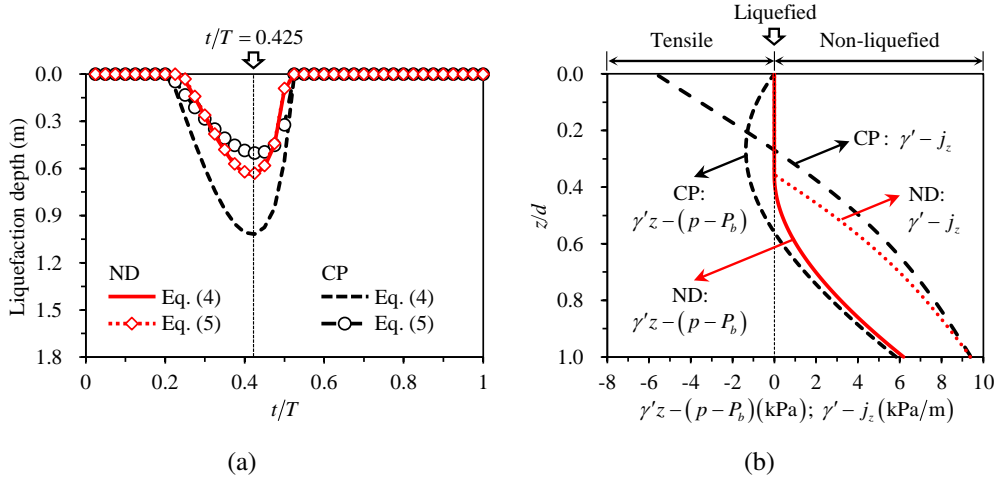 t/T = 0.425
0.0
0.3
0.6
0.9
1.2
1.5
1.8
Liquefaction depth (m)
ND
CP
Eq. (4)
Eq. (4)
Eq. (5)
Eq. (5)
0
0.2
0.4
0.6
0.8
1
t/T
(a)
Liquefied
Tensile
Non-liquefied
0.0
0.2
0.4
0.6
0.8
1.0
z/d
CP: γ′ − j_z
CP:
γ′z − (p − P_b)
ND:
γ′ − j_z
ND:
γ′z − (p − P_b)
-8
-6
-4
-2
0
2
4
6
8
10
γ′z − (p − P_b) (kPa); γ′ − j_z (kPa/m)
(b)